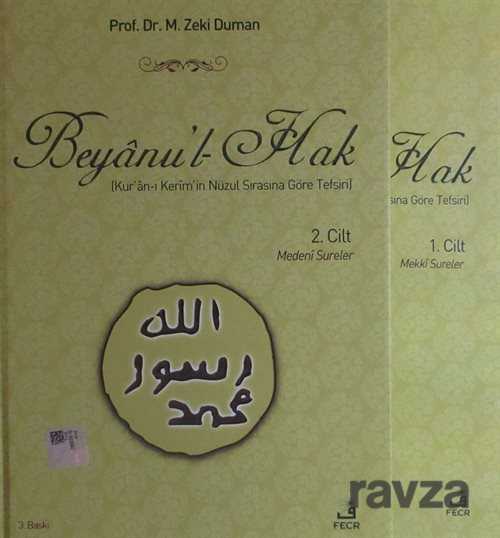 Prof. Dr. M. Zeki Duman
Beyânu'l-Hak
(Kur'ân-ı Kerîm'in Nüzul Sırasına Göre Tefsiri)
2. Cilt
Medenî Sureler
الله
رسول
محمد
3. Baskı
FECR
Hak
sına Göre Tefsiri)
1. Cilt
Mekkî Sureler
FECR
ravza